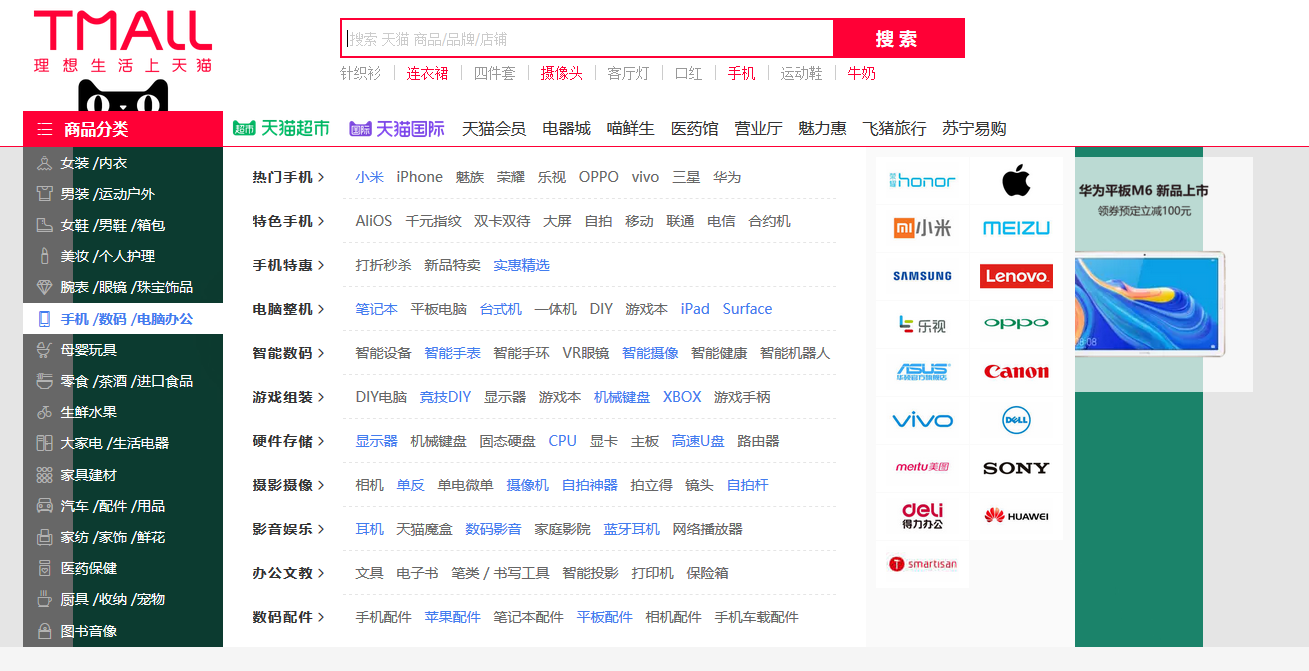 TMALL
理想生活上天猫
搜索 天猫 商品/品牌/店铺
搜索
针织衫 连衣裙 四件套 摄像头 客厅灯 口红 手机 运动鞋 牛奶
商品分类
超市 天猫超市 国际 天猫国际 天猫会员 电器城 喵鲜生 医药馆 营业厅 魅力惠 飞猪旅行 苏宁易购
女装 /内衣
男装 /运动户外
女鞋 /男鞋 /箱包
美妆 /个人护理
腕表 /眼镜 /珠宝饰品
手机 /数码 /电脑办公
母婴玩具
零食 /茶酒 /进口食品
生鲜水果
大家电 /生活电器
家具建材
汽车 /配件 /用品
家纺 /家饰 /鲜花
医药保健
厨具 /收纳 /宠物
图书音像
热门手机 > 小米 iPhone 魅族 荣耀 乐视 OPPO vivo 三星 华为
特色手机 > AliOS 千元指纹 双卡双待 大屏 自拍 移动 联通 电信 合约机
手机特惠 > 打折秒杀 新品特卖 实惠精选
电脑整机 > 笔记本 平板电脑 台式机 一体机 DIY 游戏本 iPad Surface
智能数码 > 智能设备 智能手表 智能手环 VR眼镜 智能摄像 智能健康 智能机器人
游戏组装 > DIY电脑 竞技DIY 显示器 游戏本 机械键盘 XBOX 游戏手柄
硬件存储 > 显示器 机械键盘 固态硬盘 CPU 显卡 主板 高速U盘 路由器
摄影摄像 > 相机 单反 单电微单 摄像机 自拍神器 拍立得 镜头 自拍杆
影音娱乐 > 耳机 天猫魔盒 数码影音 家庭影院 蓝牙耳机 网络播放器
办公文教 > 文具 电子书 笔类 / 书写工具 智能投影 打印机 保险箱
数码配件 > 手机配件 苹果配件 笔记本配件 平板配件 相机配件 手机车载配件
荣耀 honor
mi 小米 MEIZU
SAMSUNG Lenovo.
乐视 oppo
ASUS Canon
华硕官方旗舰店
vivo DELL
meitu美图 SONY
deli HUAWEI
得力办公
T smartisan
华为平板M6 新品上市
领券预定立减100元
8:08